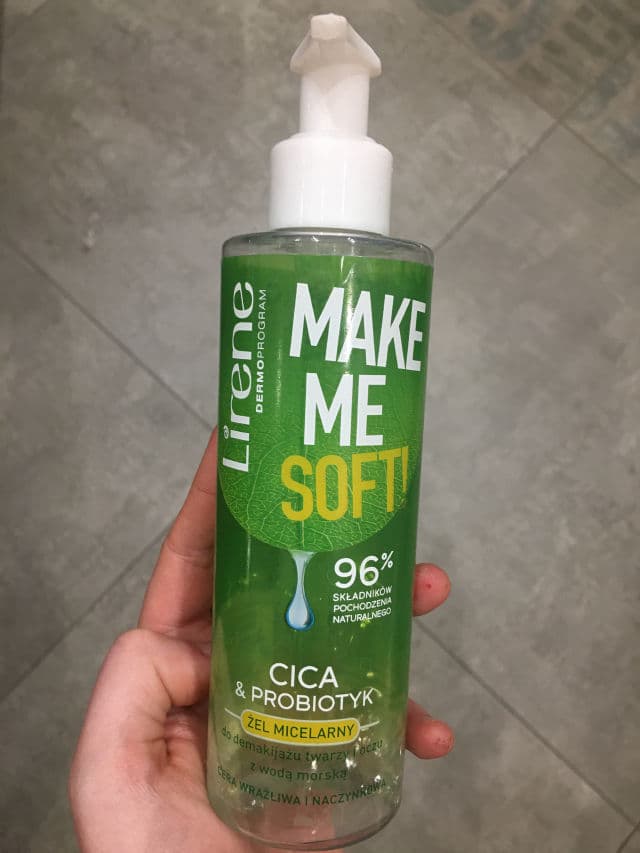 Lirene
DERMOPROGRAM
MAKE
ME
SOFT!
96%
SKŁADNIKÓW
POCHODZENIA
NATURALNEGO
CICA
& PROBIOTYK
ŻEL MICELARNY
do demakijażu twarzy i oczu
z wodą morską
CERA WRAŻLIWA I NACZYNKOWA